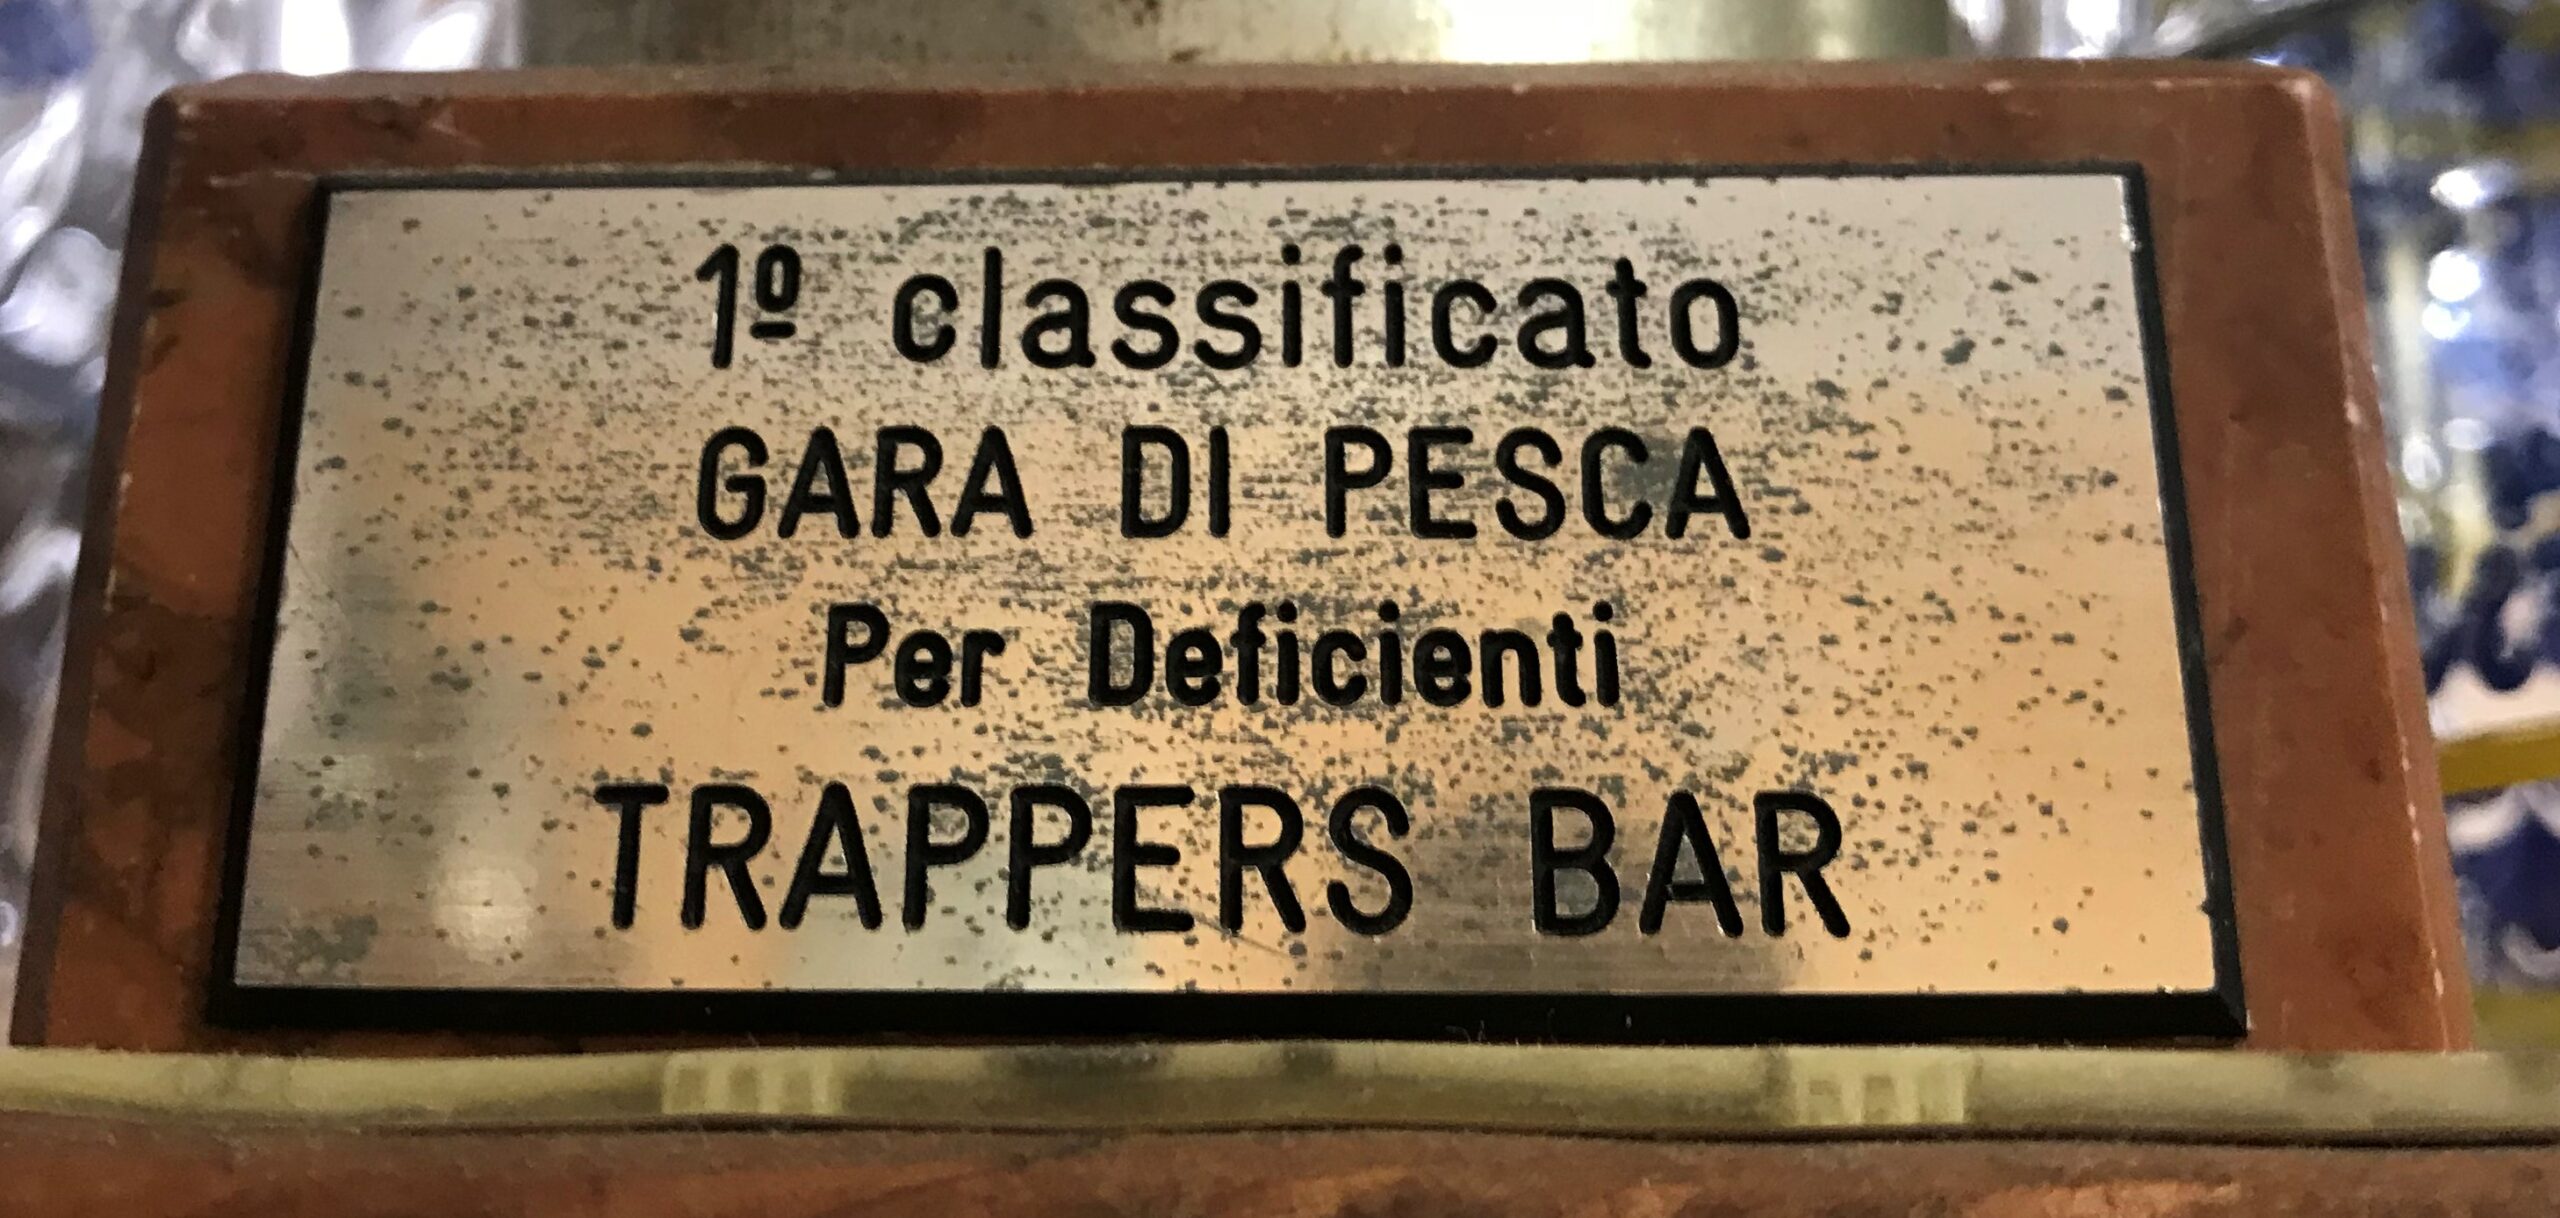 1º classificato
GARA DI PESCA
Per Deficienti
TRAPPERS BAR